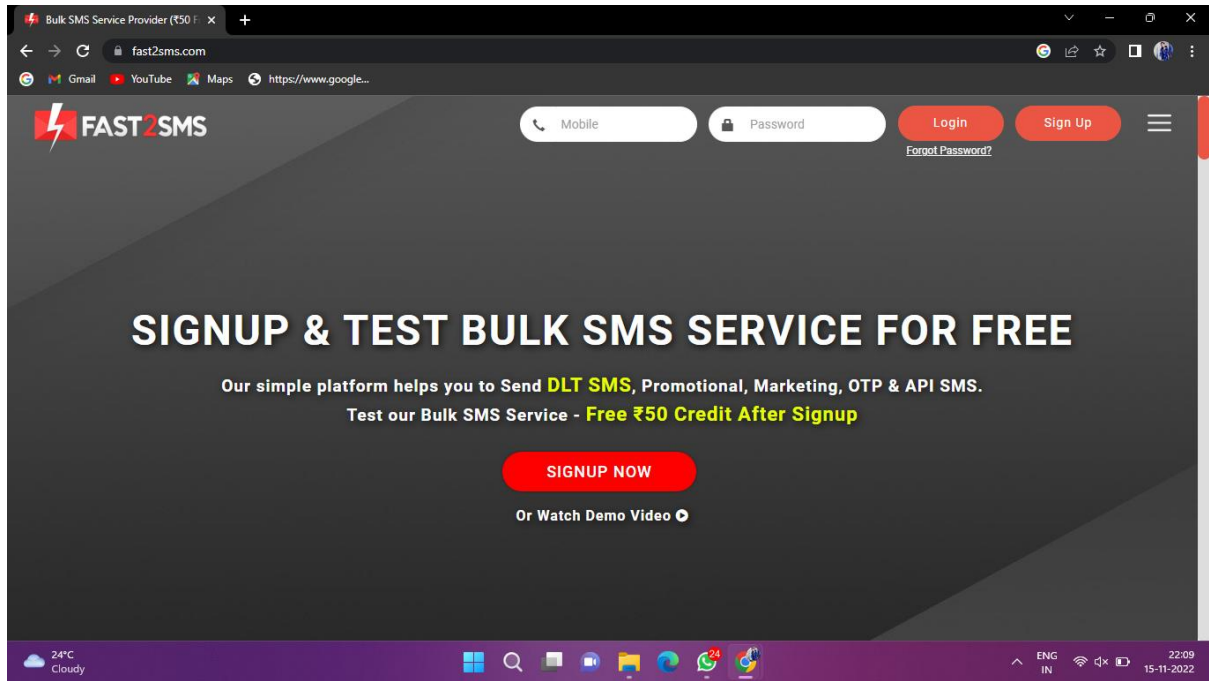 Bulk SMS Service Provider (₹50 F
fast2sms.com
Gmail YouTube Maps https://www.google...
FAST2SMS Mobile Password Login Sign Up
Forgot Password?
SIGNUP & TEST BULK SMS SERVICE FOR FREE
Our simple platform helps you to Send DLT SMS, Promotional, Marketing, OTP & API SMS.
Test our Bulk SMS Service - Free ₹50 Credit After Signup
SIGNUP NOW
Or Watch Demo Video
24°C
Cloudy
24
ENG
IN
22:09
15-11-2022